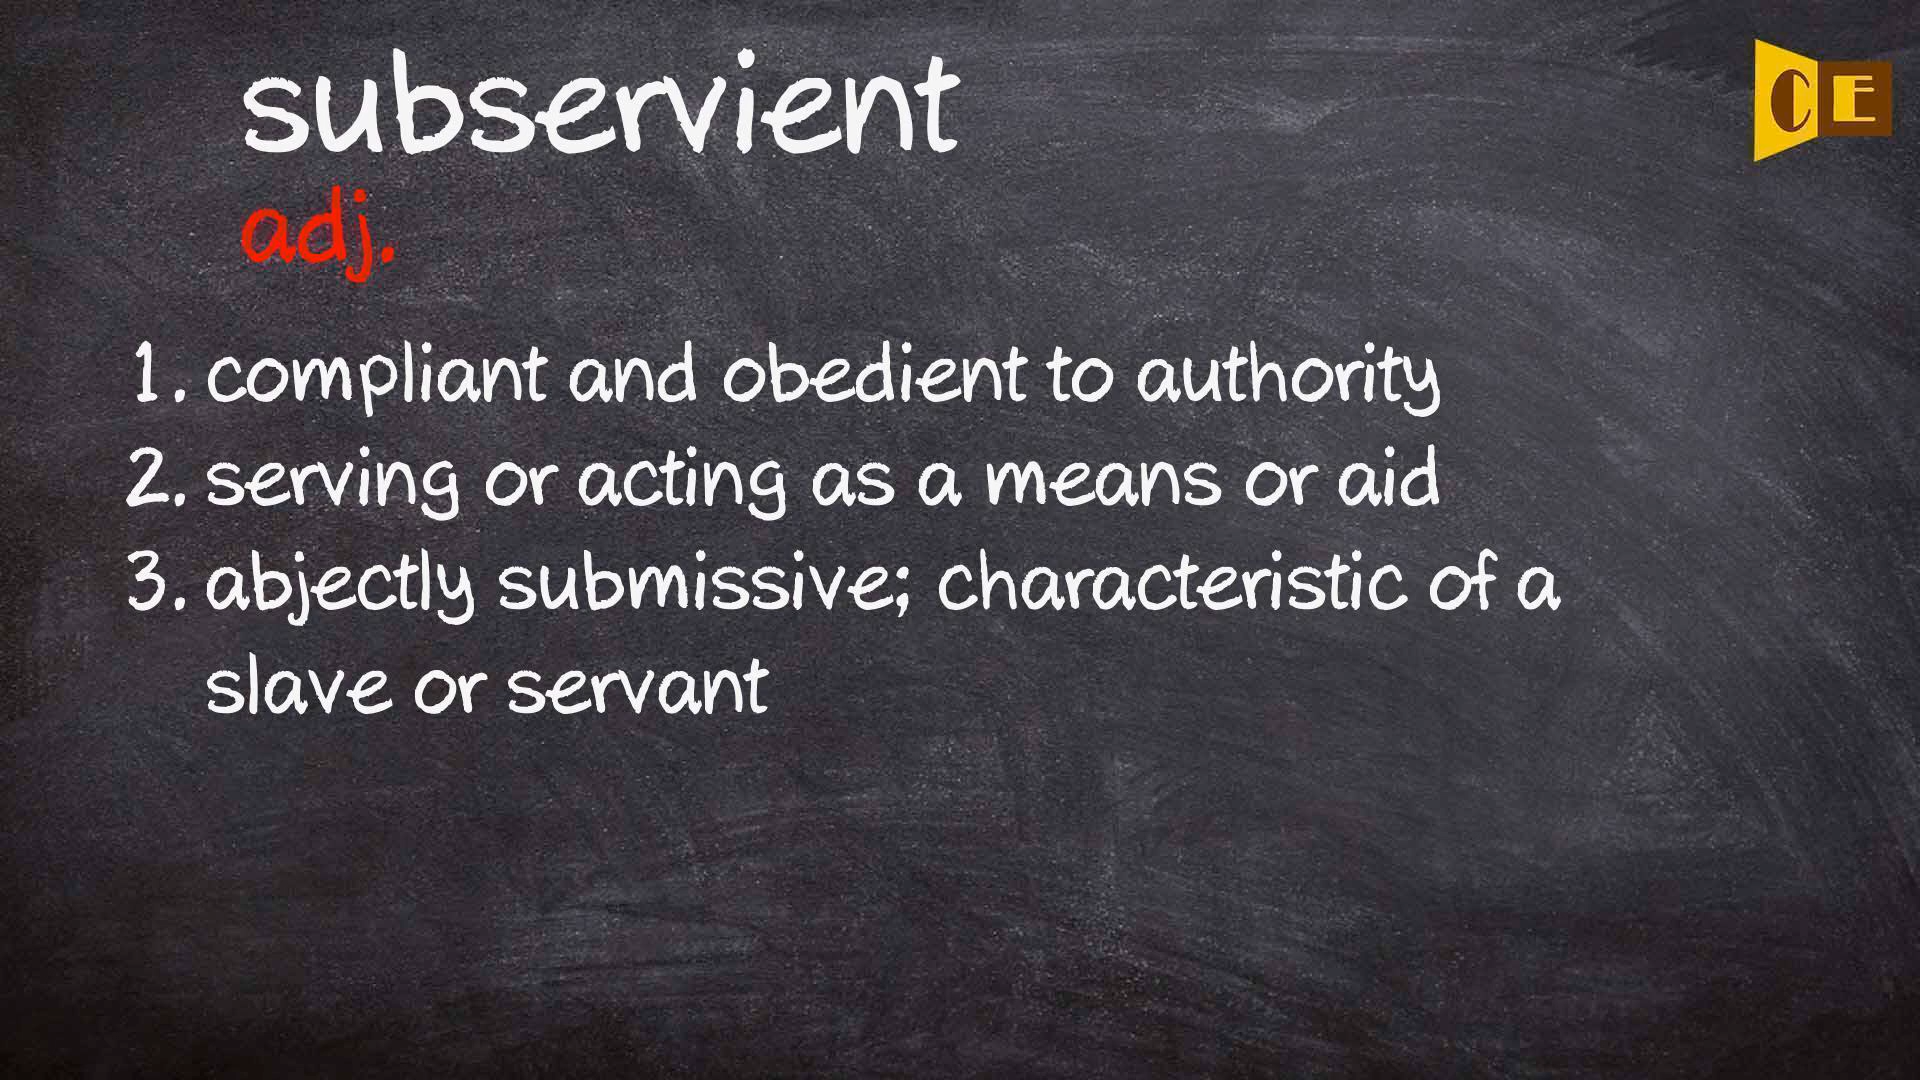 subservient
CE
adj.
1. compliant and obedient to authority
2. serving or acting as a means or aid
3. abjectly submissive; characteristic of a
slave or servant